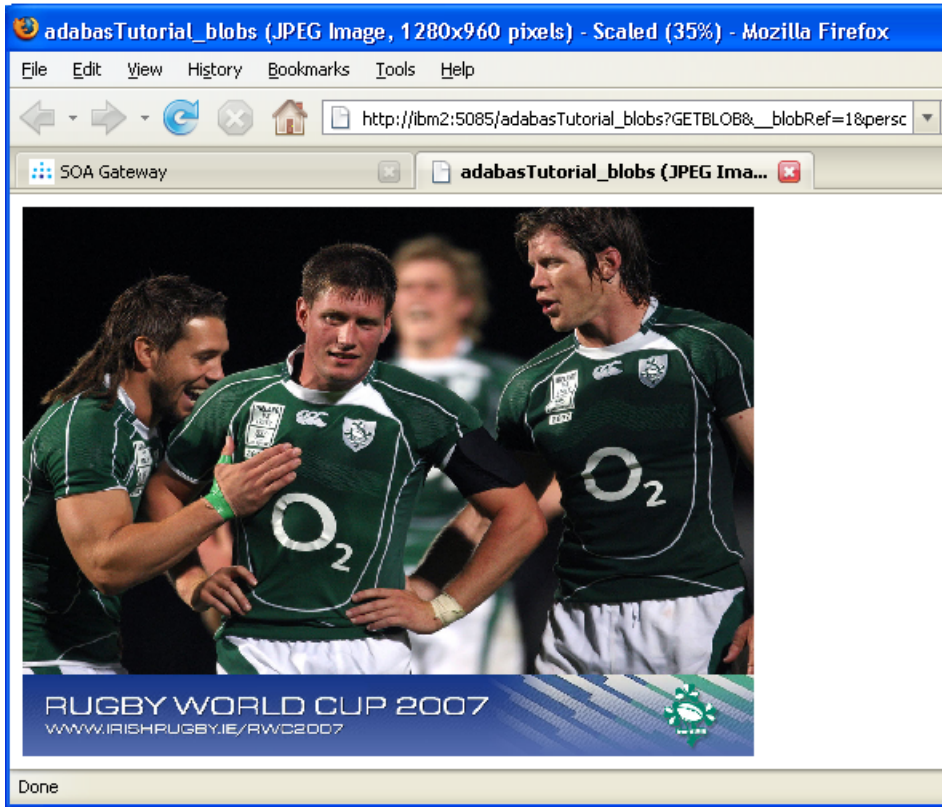 adabasTutorial_blobs (JPEG Image, 1280x960 pixels) - Scaled (35%) - Mozilla Firefox
File Edit View History Bookmarks Tools Help
http://ibm2:5085/adabasTutorial_blobs?GETBLOB&__blobRef=1&persc
SOA Gateway
adabasTutorial_blobs (JPEG Ima...
O2
O2
RUGBY WORLD CUP 2007
WWW.IRISHRUGBY.IE/RWC2007
Done